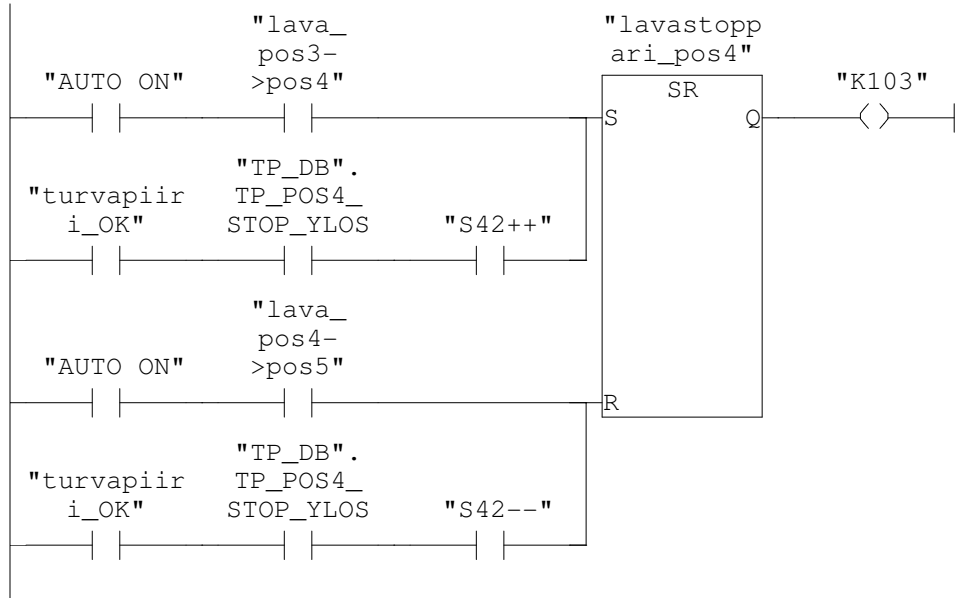 "lava_
pos3-
>pos4"
"AUTO ON"
"lavastopp
ari_pos4"
SR
"K103"
S
Q
"turvapiir
i_OK"
"TP_DB".
TP_POS4_
STOP_YLOS
"S42++"
"lava_
pos4-
>pos5"
"AUTO ON"
R
"turvapiir
i_OK"
"TP_DB".
TP_POS4_
STOP_YLOS
"S42--"